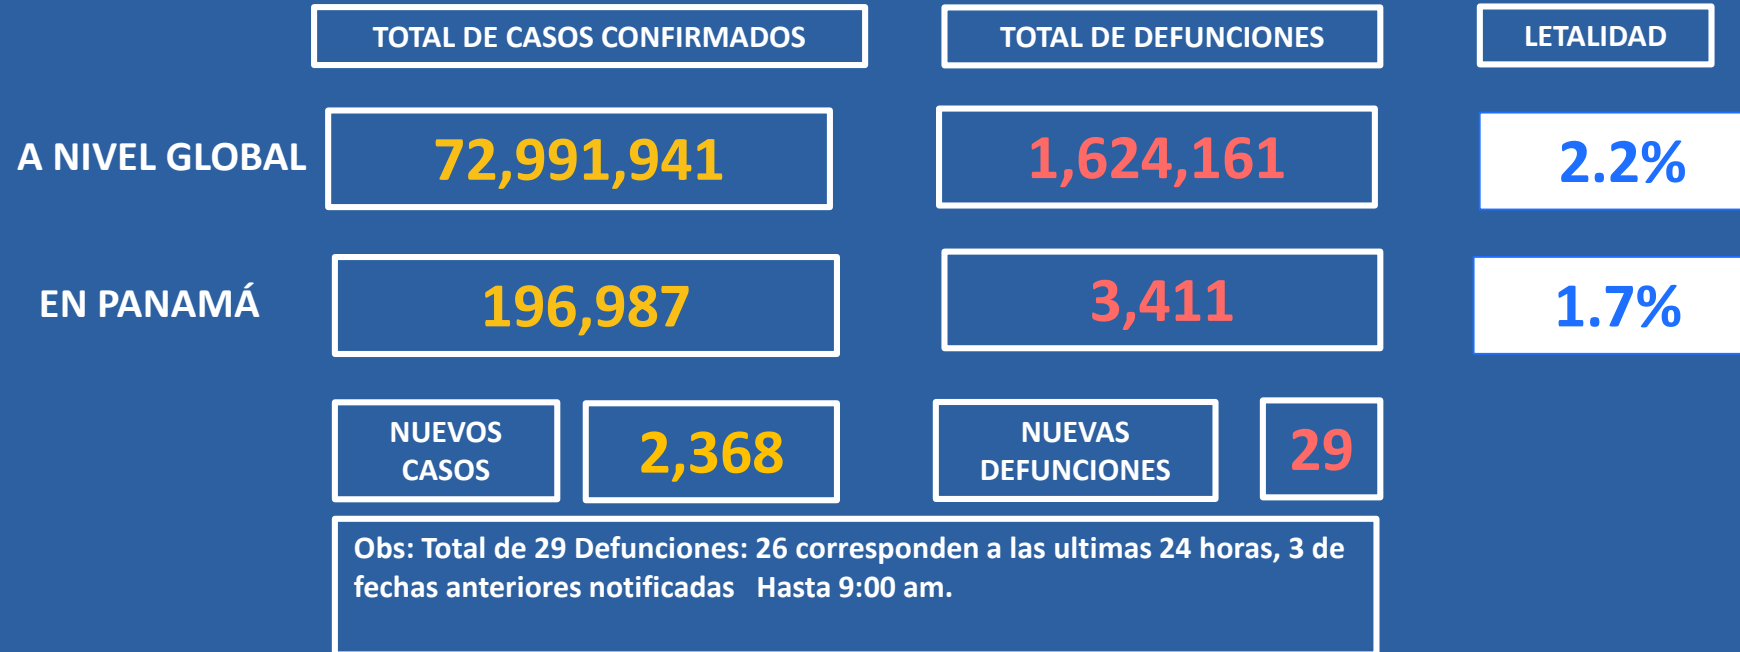 TOTAL DE CASOS CONFIRMADOS
TOTAL DE DEFUNCIONES
LETALIDAD
A NIVEL GLOBAL
72,991,941
1,624,161
2.2%
EN PANAMÁ
196,987
3,411
1.7%
NUEVOS
CASOS
2,368
NUEVAS
DEFUNCIONES
29
Obs: Total de 29 Defunciones: 26 corresponden a las ultimas 24 horas, 3 de
fechas anteriores notificadas   Hasta 9:00 am.